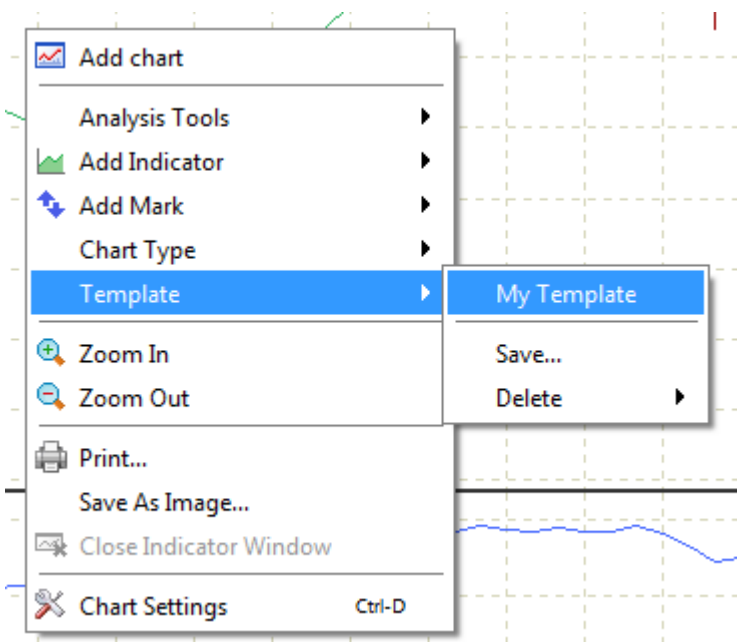 Add chart
Analysis Tools
Add Indicator
Add Mark
Chart Type
Template
My Template
Save...
Delete
Zoom In
Zoom Out
Print...
Save As Image...
Close Indicator Window
Chart Settings Ctrl-D